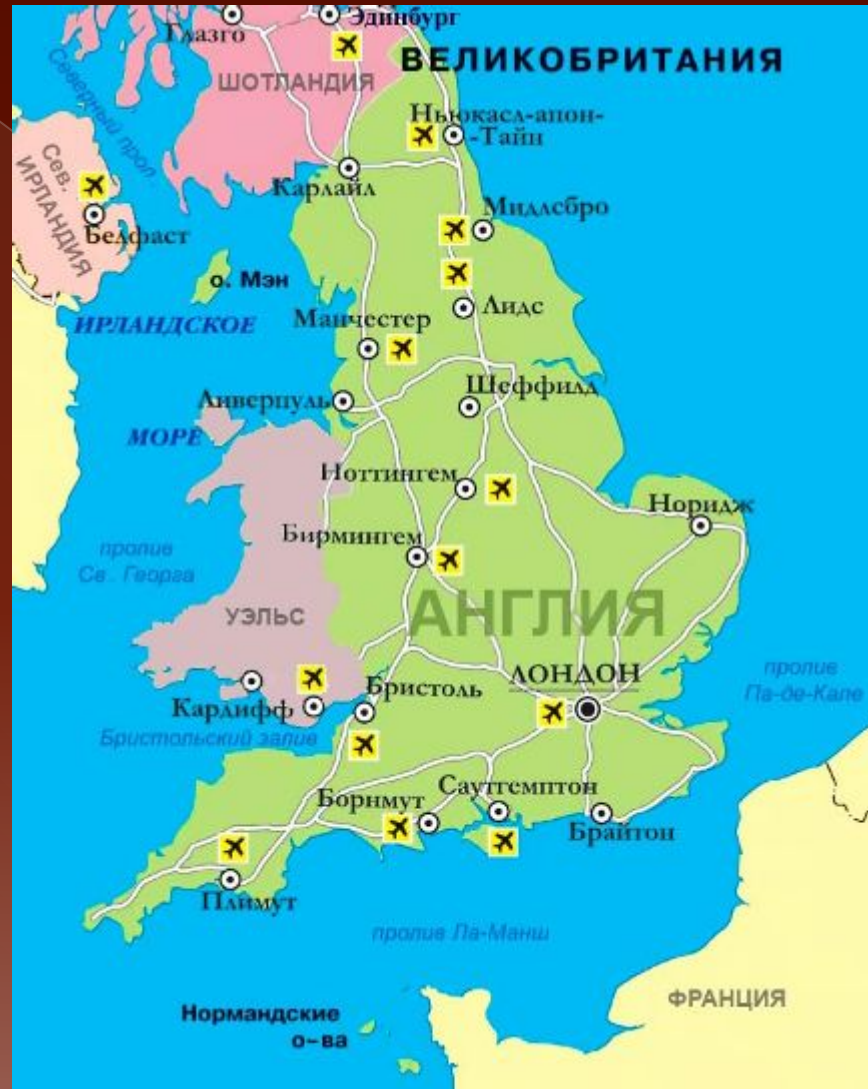 Эдинбург
Глазго
ВЕЛИКОБРИТАНИЯ
ШОТЛАНДИЯ
Северный прол.
Ньюкасл-апон-
-Тайн
Сев.
ИРЛАНДИЯ
Карлайл
Белфаст
Мидлсбро
о. Мэн
Лидс
ИРЛАНДСКОЕ
Манчестер
Ливерпуль
Шеффилд
МОРЕ
Ноттингем
Норидж
Бирмингем
пролив
Св. Георга
АНГЛИЯ
УЭЛЬС
ЛОНДОН
пролив
Па-де-Кале
Бристоль
Кардифф
Бристольский залив
Саутгемптон
Борнмут
Брайтон
Плимут
пролив Ла-Манш
ФРАНЦИЯ
Нормандские
о-ва